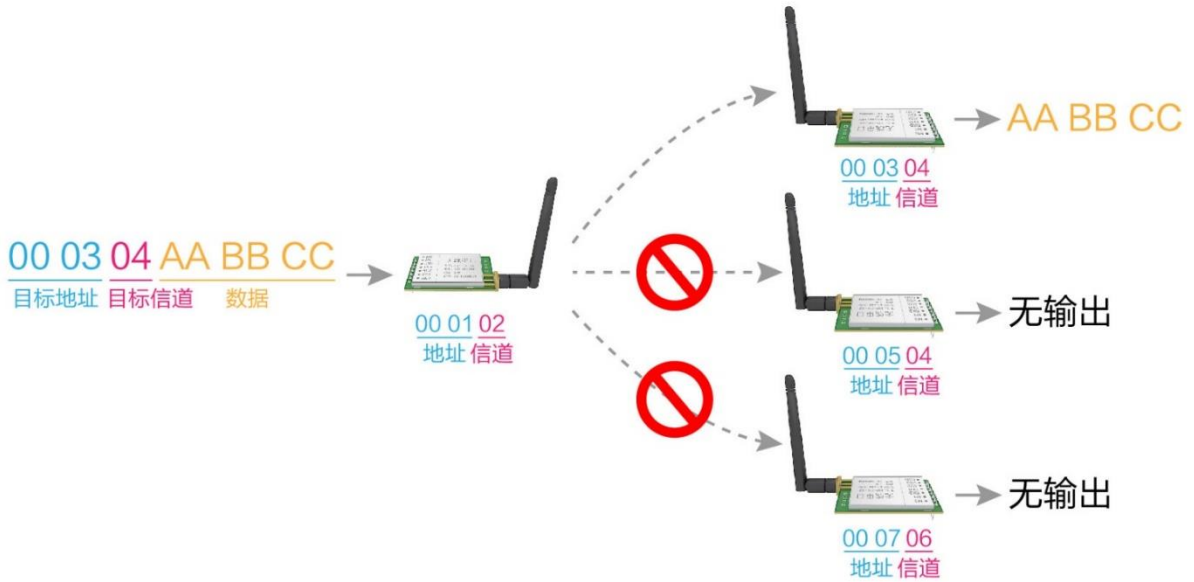 00 03 04 AA BB CC
目标地址 目标信道 数据
00 01 02
地址 信道
AA BB CC
00 03 04
地址 信道
无输出
00 05 04
地址 信道
无输出
00 07 06
地址 信道